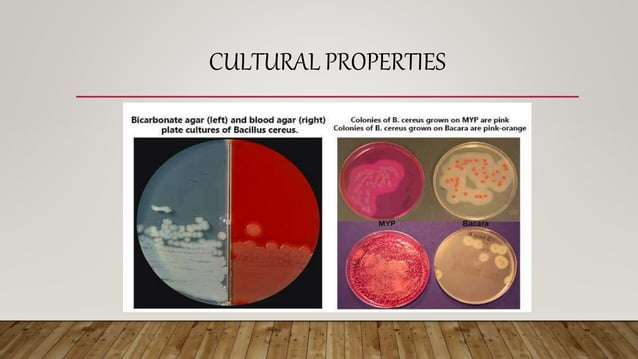 CULTURAL PROPERTIES
Bicarbonate agar (left) and blood agar (right)
plate cultures of Bacillus cereus.
Colonies of B. cereus grown on MYP are pink
Colonies of B. cereus grown on Bacara are pink-orange
MYP
Bacara